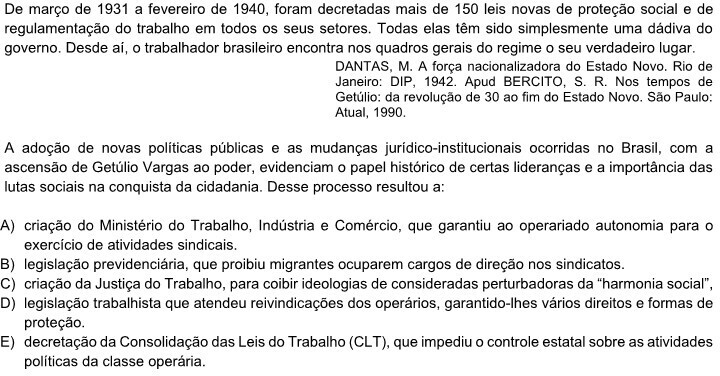 De março de 1931 a fevereiro de 1940, foram decretadas mais de 150 leis novas de proteção social e de
regulamentação do trabalho em todos os seus setores. Todas elas têm sido simplesmente uma dádiva do
governo. Desde aí, o trabalhador brasileiro encontra nos quadros gerais do regime o seu verdadeiro lugar.
DANTAS, M. A força nacionalizadora do Estado Novo. Rio de
Janeiro: DIP, 1942. Apud BERCITO, S. R. Nos tempos de
Getúlio: da revolução de 30 ao fim do Estado Novo. São Paulo:
Atual, 1990.
A adoção de novas políticas públicas e as mudanças jurídico-institucionais ocorridas no Brasil, com a
ascensão de Getúlio Vargas ao poder, evidenciam o papel histórico de certas lideranças e a importância das
lutas sociais na conquista da cidadania. Desse processo resultou a:
A) criação do Ministério do Trabalho, Indústria e Comércio, que garantiu ao operariado autonomia para o
exercício de atividades sindicais.
B) legislação previdenciária, que proibiu migrantes ocuparem cargos de direção nos sindicatos.
C) criação da Justiça do Trabalho, para coibir ideologias de consideradas perturbadoras da “harmonia social”,
D) legislação trabalhista que atendeu reivindicações dos operários, garantido-lhes vários direitos e formas de
proteção.
E) decretação da Consolidação das Leis do Trabalho (CLT), que impediu o controle estatal sobre as atividades
políticas da classe operária.